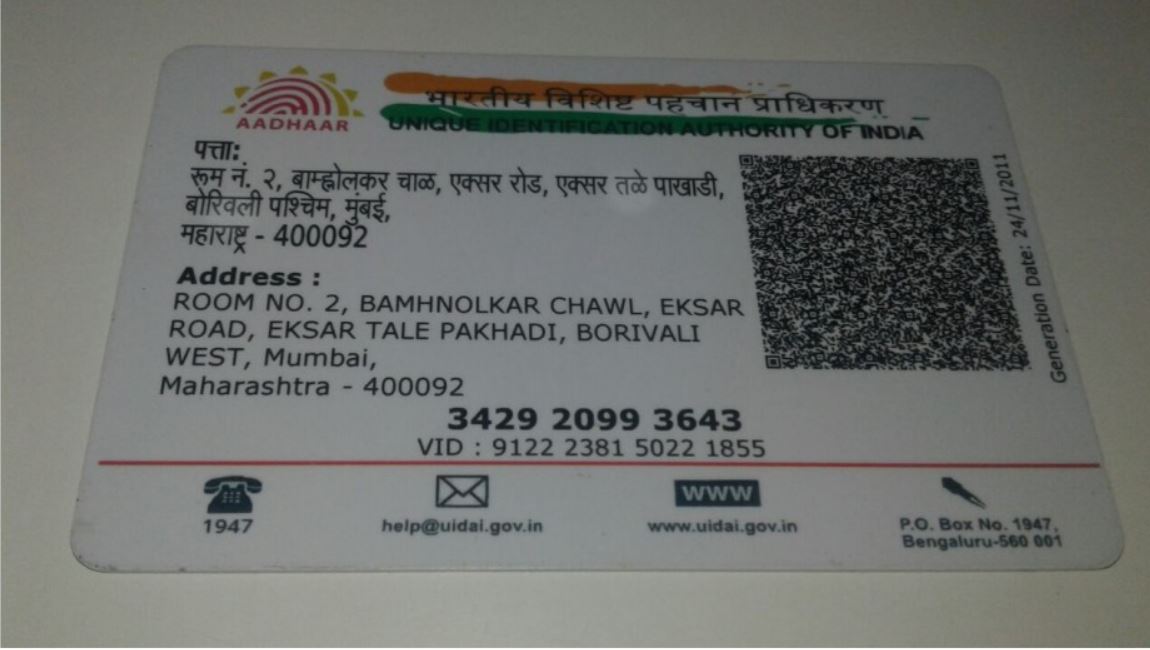 AADHAAR
भारतीय विशिष्ट पहचान प्राधिकरण
UNIQUE IDENTIFICATION AUTHORITY OF INDIA
पत्ता:
रूम नं. २, बाम्ह्नोलकर चाळ, एक्सर रोड, एक्सर तळे पाखाडी,
बोरिवली पश्चिम, मुंबई,
महाराष्ट्र - 400092
Address :
ROOM NO. 2, BAMHNOLKAR CHAWL, EKSAR
ROAD, EKSAR TALE PAKHADI, BORIVALI
WEST, Mumbai,
Maharashtra - 400092
Generation Date: 24/11/2011
3429 2099 3643
VID : 9122 2381 5022 1855
1947
help@uidai.gov.in
www
www.uidai.gov.in
P.O. Box No. 1947,
Bengaluru-560 001